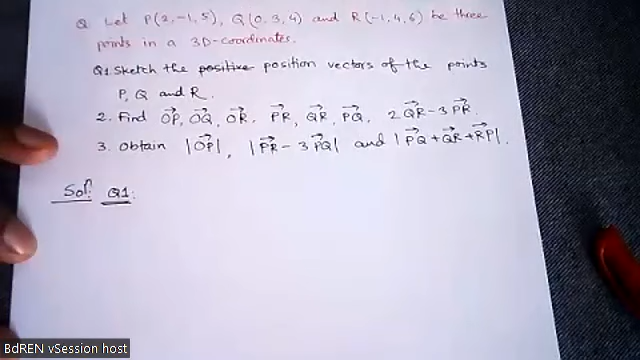 Q. Let P(2,-1,5), Q(0,3,4) and R(-1,4,6) be three
points in a 3D-coordinates.
Q1. Sketch the positive position vectors of the points
P, Q and R.
2. Find →OP, →OQ, →OR, →PR, →QR, →PQ, 2→QR-3→PR.
3. Obtain |→OP|, |→PR-3→PQ| and |→PQ+→QR+→RP|.
Sol: Q1:
BdREN vSession host